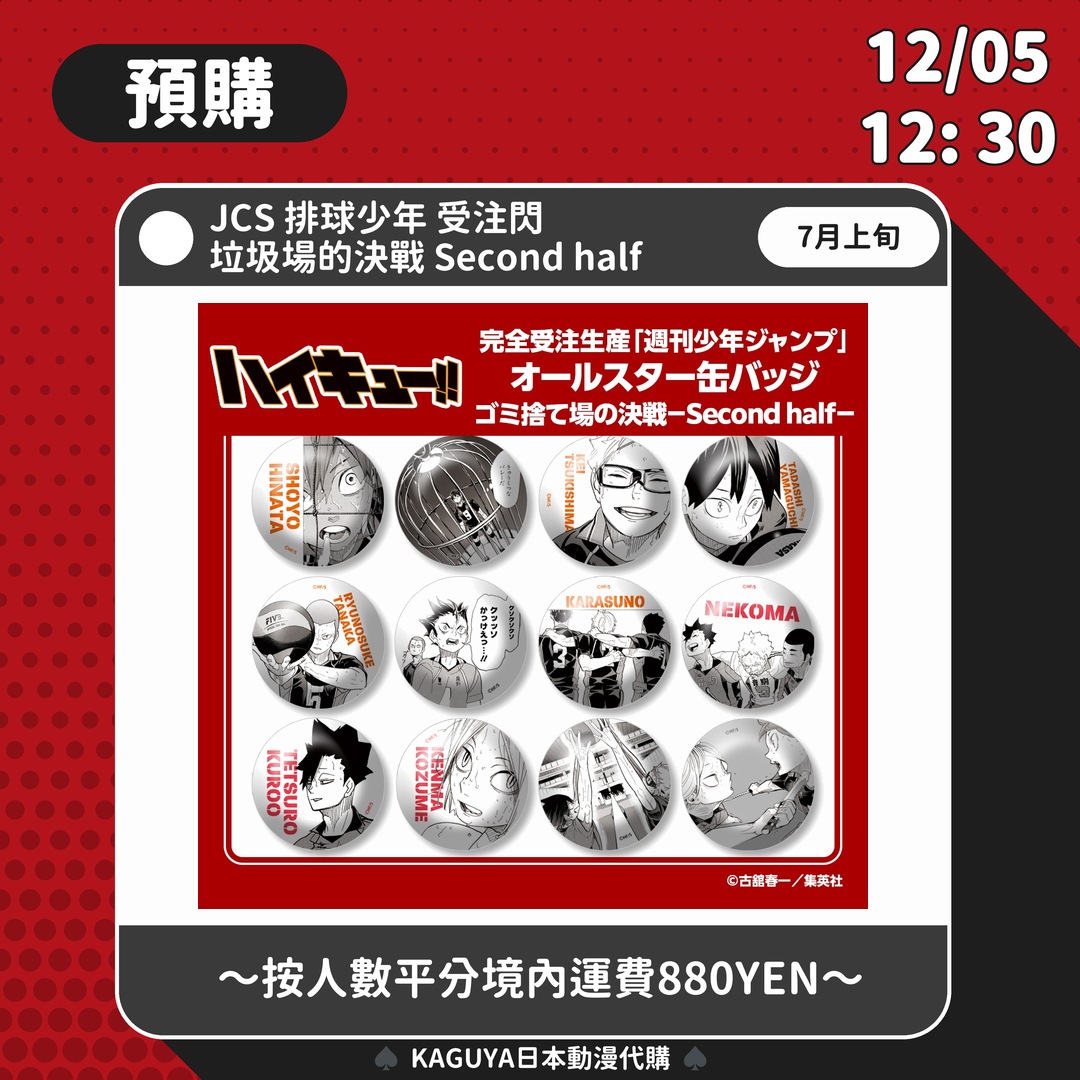 預購
12/05
12: 30
JCS 排球少年 受注閃
垃圾場的決戰 Second half
7月上旬
ハイキュー!!
完全受注生産「週刊少年ジャンプ」
オールスター缶バッジ
ゴミ捨て場の決戦ーSecond halfー
SHOYO
HINATA
KEI
TSUKISHIMA
TADASHI
YAMAGUCHI
RYUNOSUKE
TANAKA
クソクソクソ
クッソ
かっけえっ…!!
KARASUNO
NEKOMA
TETSURO
KUROO
KENMA
KOZUME
©古舘春一／集英社
～按人數平分境內運費880YEN～
♠ KAGUYA日本動漫代購 ♠